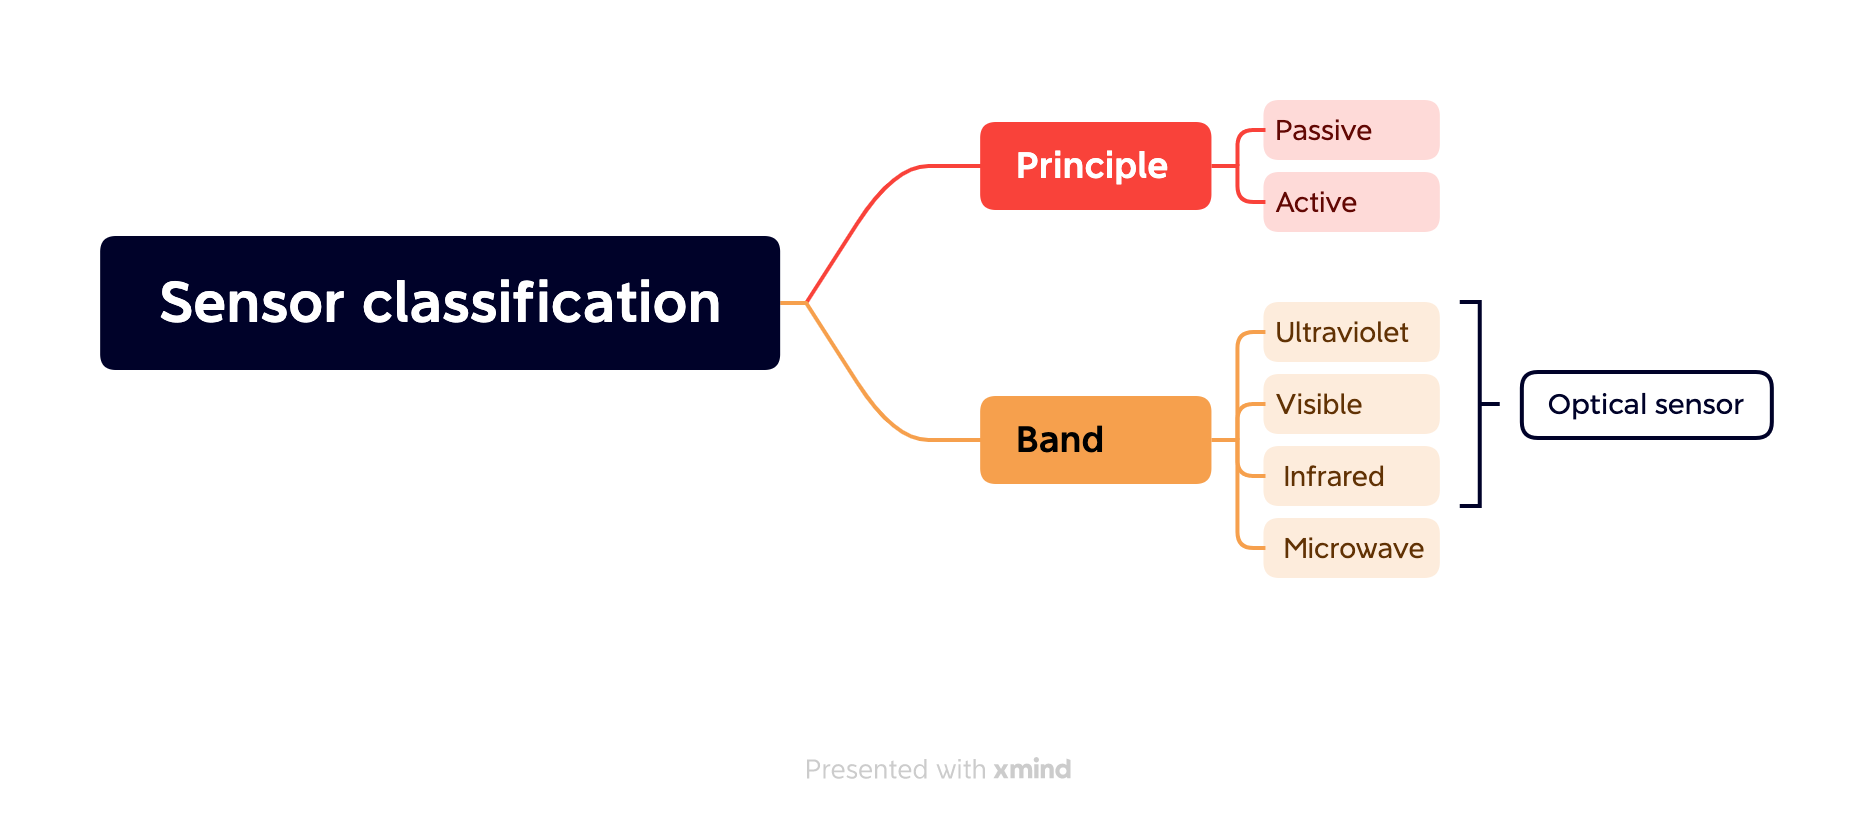 Sensor classification
Principle
Passive
Active
Band
Ultraviolet
Visible
Infrared
Microwave
Optical sensor
Presented with xmind